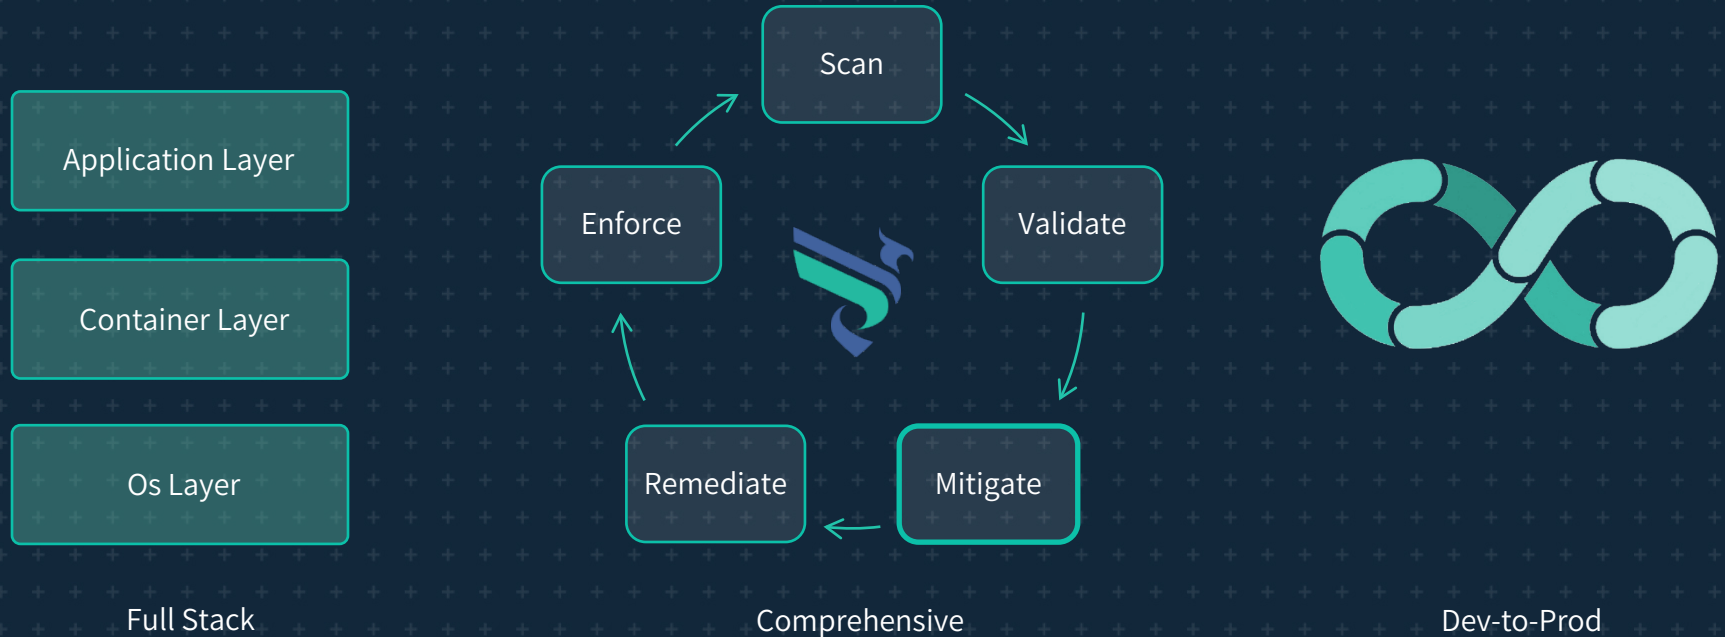 Application Layer
Container Layer
Os Layer
Full Stack
Scan
Validate
Mitigate
Remediate
Enforce
Comprehensive
Dev-to-Prod